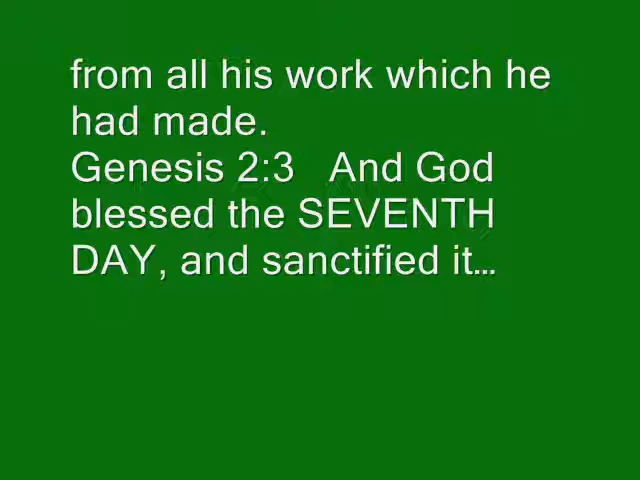 from all his work which he
had made.
Genesis 2:3   And God
blessed the SEVENTH
DAY, and sanctified it…